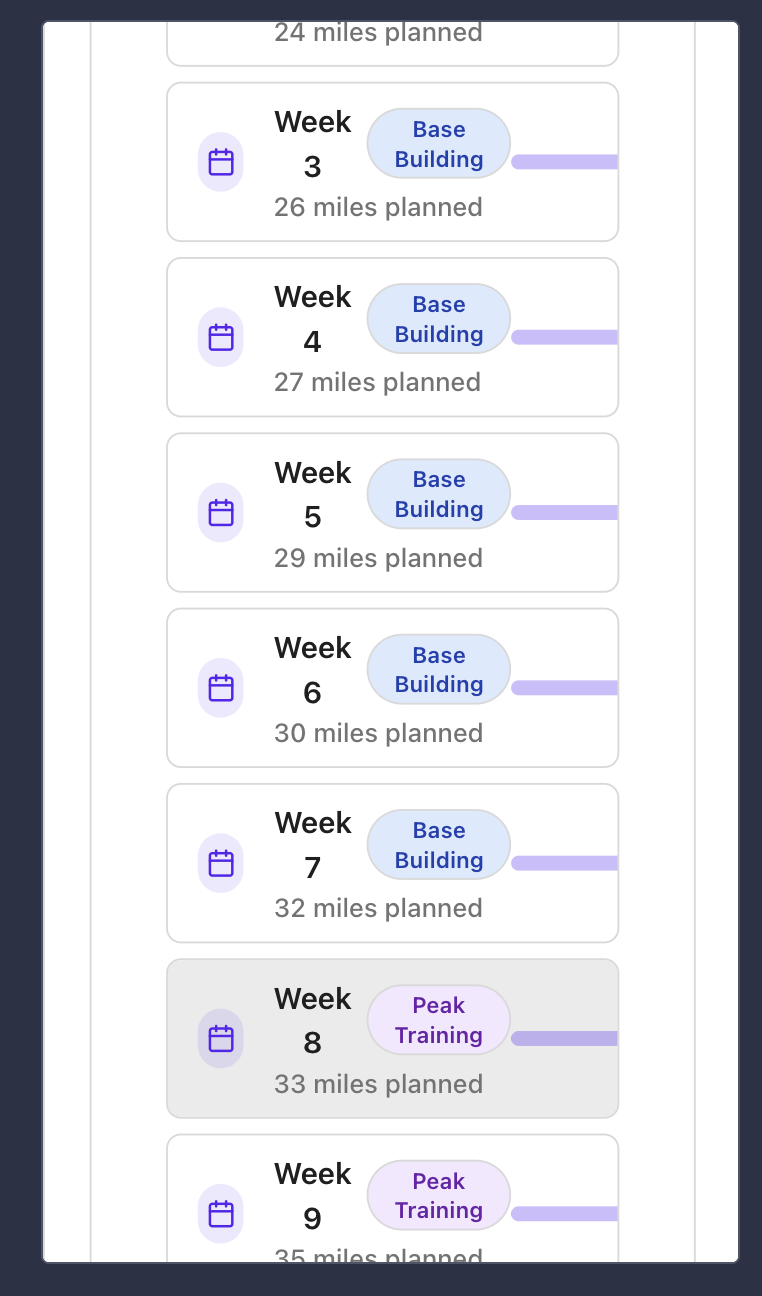 24 miles planned
Week
3
Base
Building
26 miles planned
Week
4
Base
Building
27 miles planned
Week
5
Base
Building
29 miles planned
Week
6
Base
Building
30 miles planned
Week
7
Base
Building
32 miles planned
Week
8
Peak
Training
33 miles planned
Week
9
Peak
Training
35 miles planned